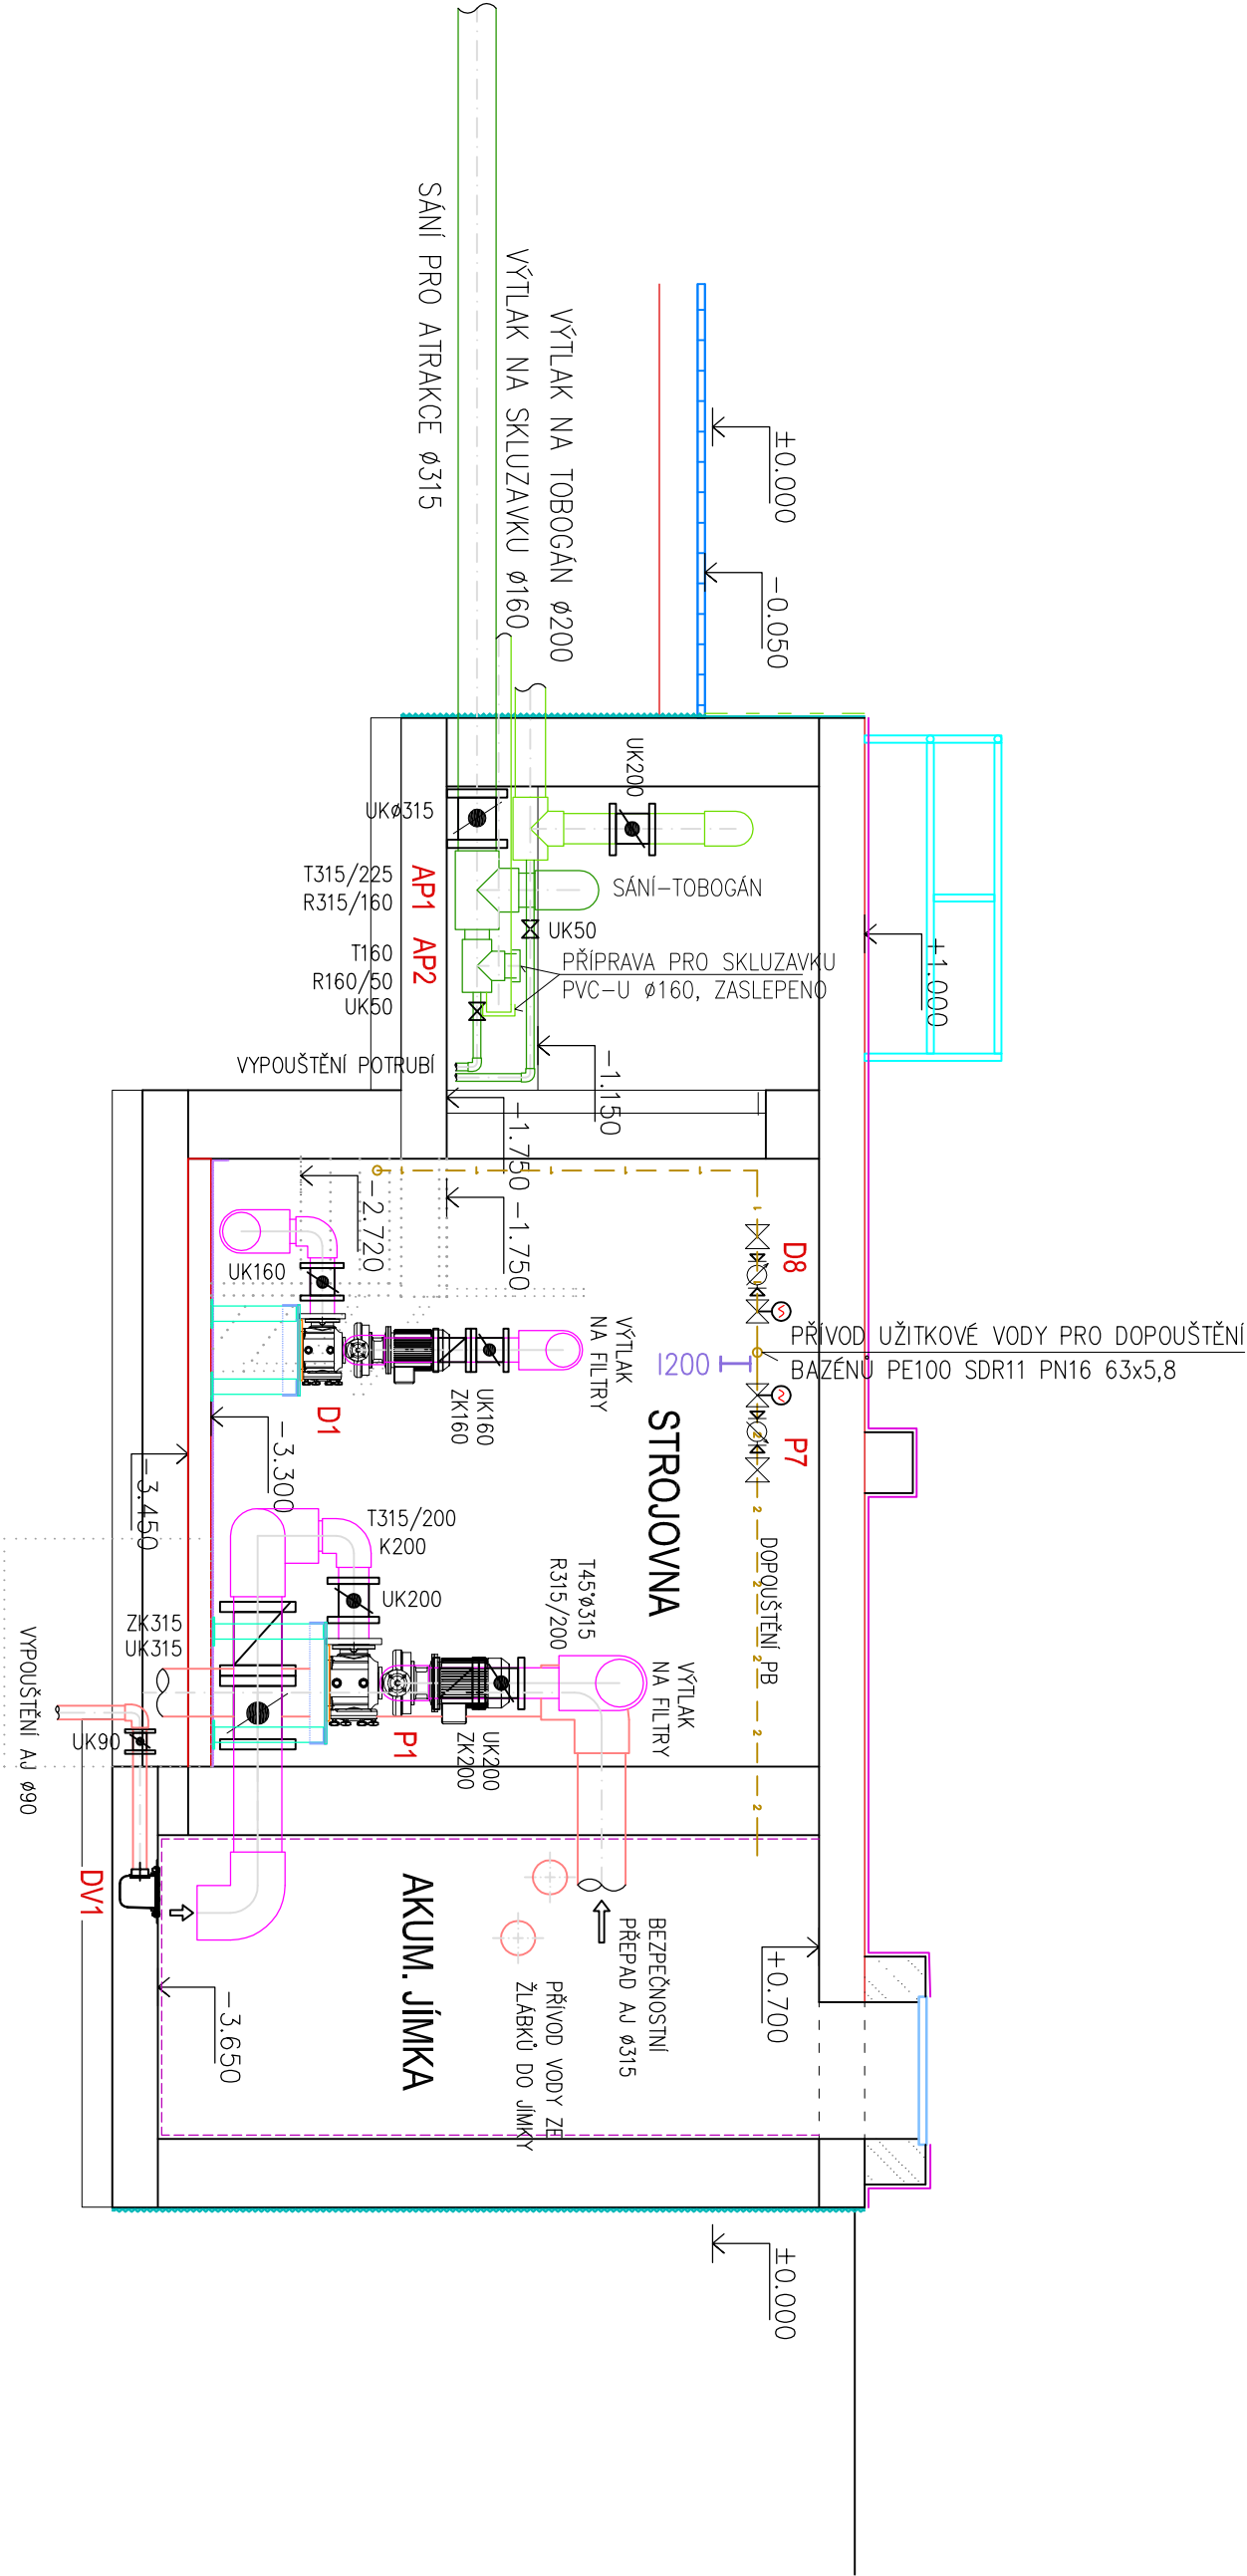 SÁNÍ PRO ATRAKCE Ø315
VÝTLAK NA SKLUZAVKU Ø160
VÝTLAK NA TOBOGÁN Ø200
±0.000
-0.050
UK200
UKØ315
SÁNÍ-TOBOGÁN
T315/225
R315/160
AP1
AP2
UK50
T160
R160/50
UK50
PŘÍPRAVA PRO SKLUZAVKU
PVC-U Ø160, ZASLEPENO
+1.000
VYPOUŠTĚNÍ POTRUBÍ
-1.150
-1.750
-1.750
-2.720
UK160
D8
PŘÍVOD UŽITKOVÉ VODY PRO DOPOUŠTĚNÍ
BAZÉNŮ PE100 SDR11 PN16 63x5,8
I200
VÝTLAK
NA FILTRY
UK160
ZK160
D1
-3.300
-3.450
STROJOVNA
P7
T315/200
K200
UK200
T45°Ø315
R315/200
DOPOUŠTĚNÍ PB
ZK315
UK315
VÝTLAK
NA FILTRY
UK200
ZK200
P1
UK90
VYPOUŠTĚNÍ AJ Ø90
DV1
AKUM. JÍMKA
BEZPEČNOSTNÍ
PŘEPAD AJ Ø315
PŘÍVOD VODY ZE
ŽLÁBKŮ DO JÍMKY
+0.700
-3.650
±0.000